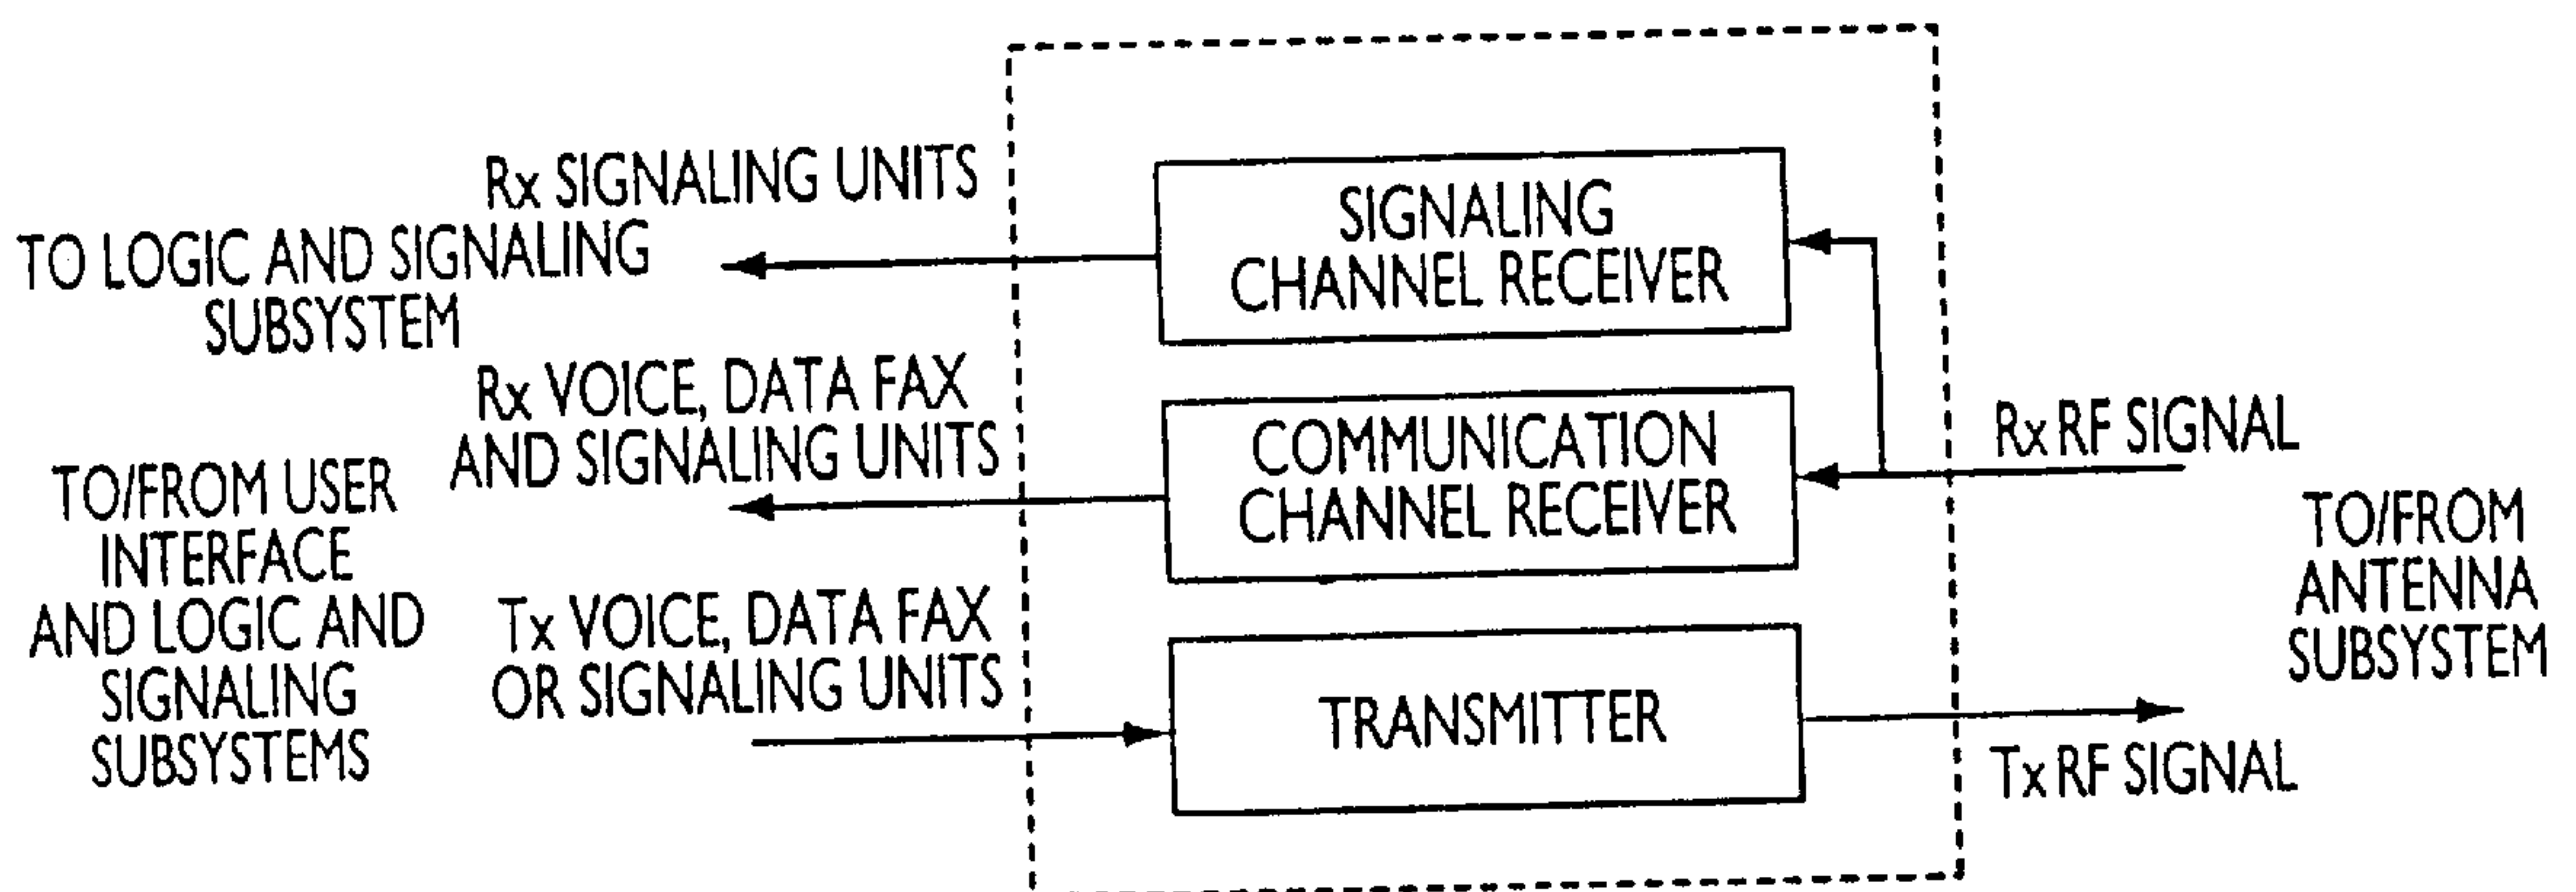 Rx SIGNALING UNITS
TO LOGIC AND SIGNALING
SUBSYSTEM
SIGNALING
CHANNEL RECEIVER
Rx VOICE, DATA FAX
AND SIGNALING UNITS
COMMUNICATION
CHANNEL RECEIVER
Rx RF SIGNAL
TO/FROM USER
INTERFACE
AND LOGIC AND
SIGNALING
SUBSYSTEMS
Tx VOICE, DATA FAX
OR SIGNALING UNITS
TRANSMITTER
TO/FROM
ANTENNA
SUBSYSTEM
Tx RF SIGNAL